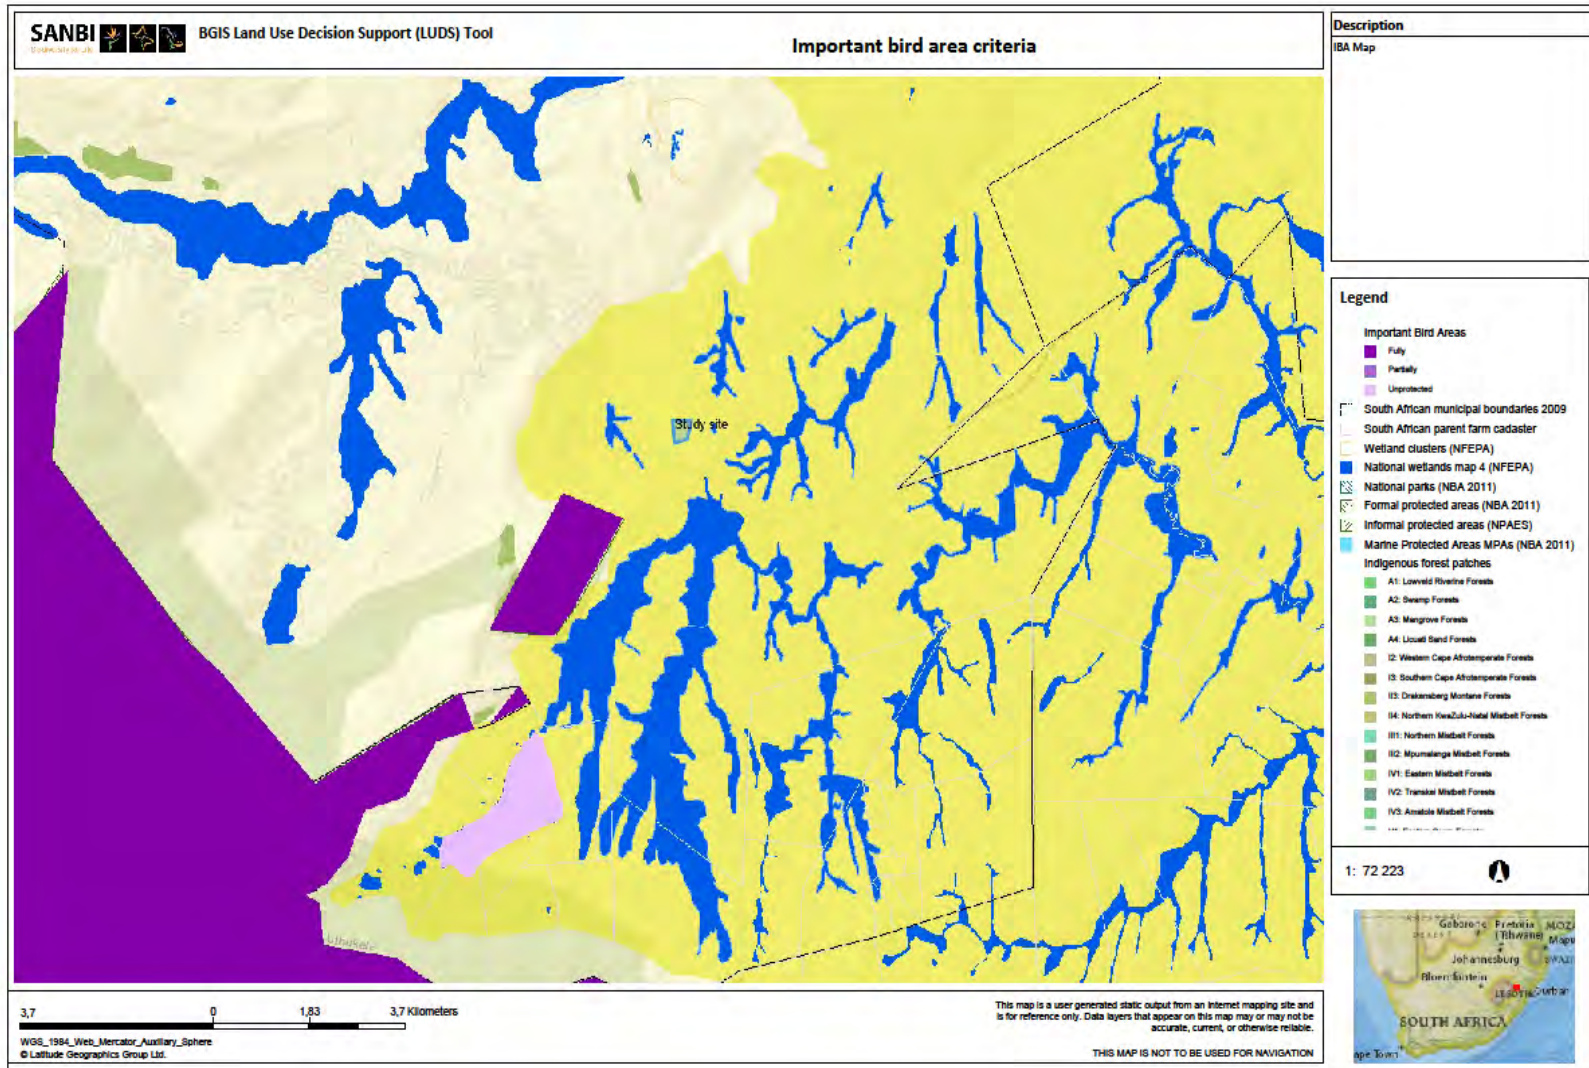 SANBI
BGIS Land Use Decision Support (LUDS) Tool
Important bird area criteria
Description
IBA Map
Study site
Legend
Important Bird Areas
Fully
Partially
Unprotected
South African municipal boundaries 2009
South African parent farm cadaster
Wetland clusters (NFEPA)
National wetlands map 4 (NFEPA)
National parks (NBA 2011)
Formal protected areas (NBA 2011)
Informal protected areas (NPAES)
Marine Protected Areas MPAs (NBA 2011)
Indigenous forest patches
A1: Lowveld Riverine Forests
A2: Swamp Forests
A3: Mangrove Forests
A4: Licuati Sand Forests
I2: Western Cape Afrotemperate Forests
I3: Southern Cape Afrotemperate Forests
II3: Drakensberg Montane Forests
II4: Northern KwaZulu-Natal Mistbelt Forests
III1: Northern Mistbelt Forests
III2: Mpumalanga Mistbelt Forests
IV1: Eastern Mistbelt Forests
IV2: Transkei Mistbelt Forests
IV3: Amatole Mistbelt Forests
1: 72 223
Gaborone
Pretoria
(Tshwane)
MOZ
Mapu
Johannesburg
SWAZI
Bloemfontein
LESOTHO
Durban
SOUTH AFRICA
ape Town
3,7
0
1,83
3,7 Kilometers
WGS_1984_Web_Mercator_Auxiliary_Sphere
© Latitude Geographics Group Ltd.
This map is a user generated static output from an Internet mapping site and
is for reference only. Data layers that appear on this map may or may not be
accurate, current, or otherwise reliable.
THIS MAP IS NOT TO BE USED FOR NAVIGATION